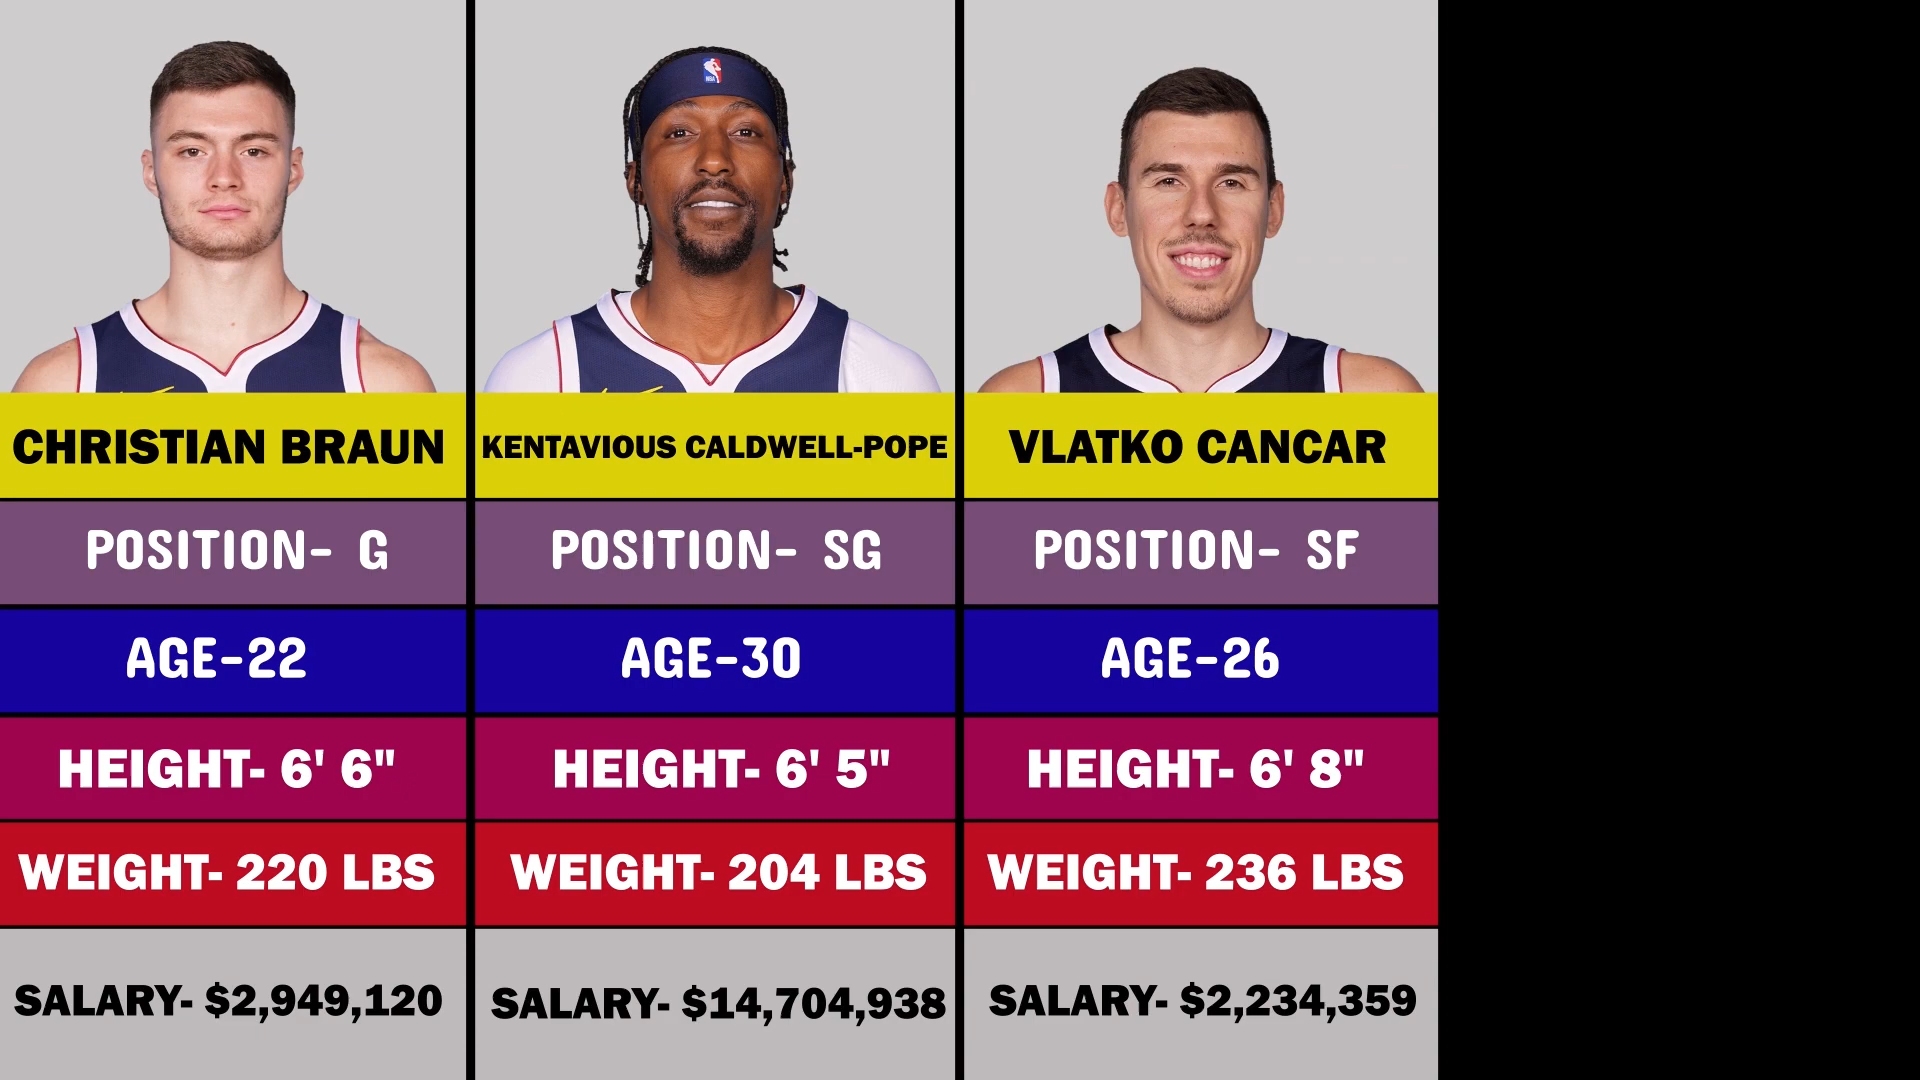 CHRISTIAN BRAUN
POSITION- G
AGE-22
HEIGHT- 6' 6"
WEIGHT- 220 LBS
SALARY- $2,949,120
NBA
KENTAVIOUS CALDWELL-POPE
POSITION- SG
AGE-30
HEIGHT- 6' 5"
WEIGHT- 204 LBS
SALARY- $14,704,938
VLATKO CANCAR
POSITION- SF
AGE-26
HEIGHT- 6' 8"
WEIGHT- 236 LBS
SALARY- $2,234,359